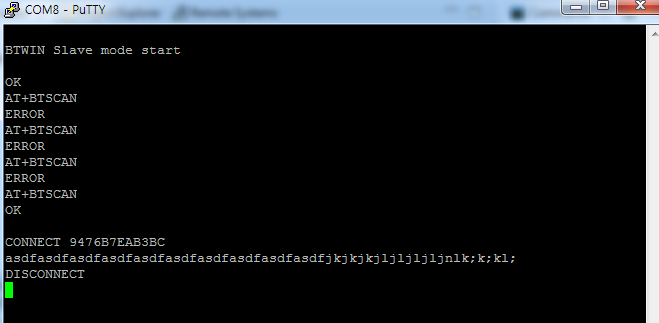 COM8 - PuTTY
BTWIN Slave mode start
OK
AT+BTSCAN
ERROR
AT+BTSCAN
ERROR
AT+BTSCAN
ERROR
AT+BTSCAN
OK
CONNECT 9476B7EAB3BC
asdfasdfasdfasdfasdfasdfasdfasdfasdfasdfasdfjkjkjkjljljljljnlk;k;kl;
DISCONNECT